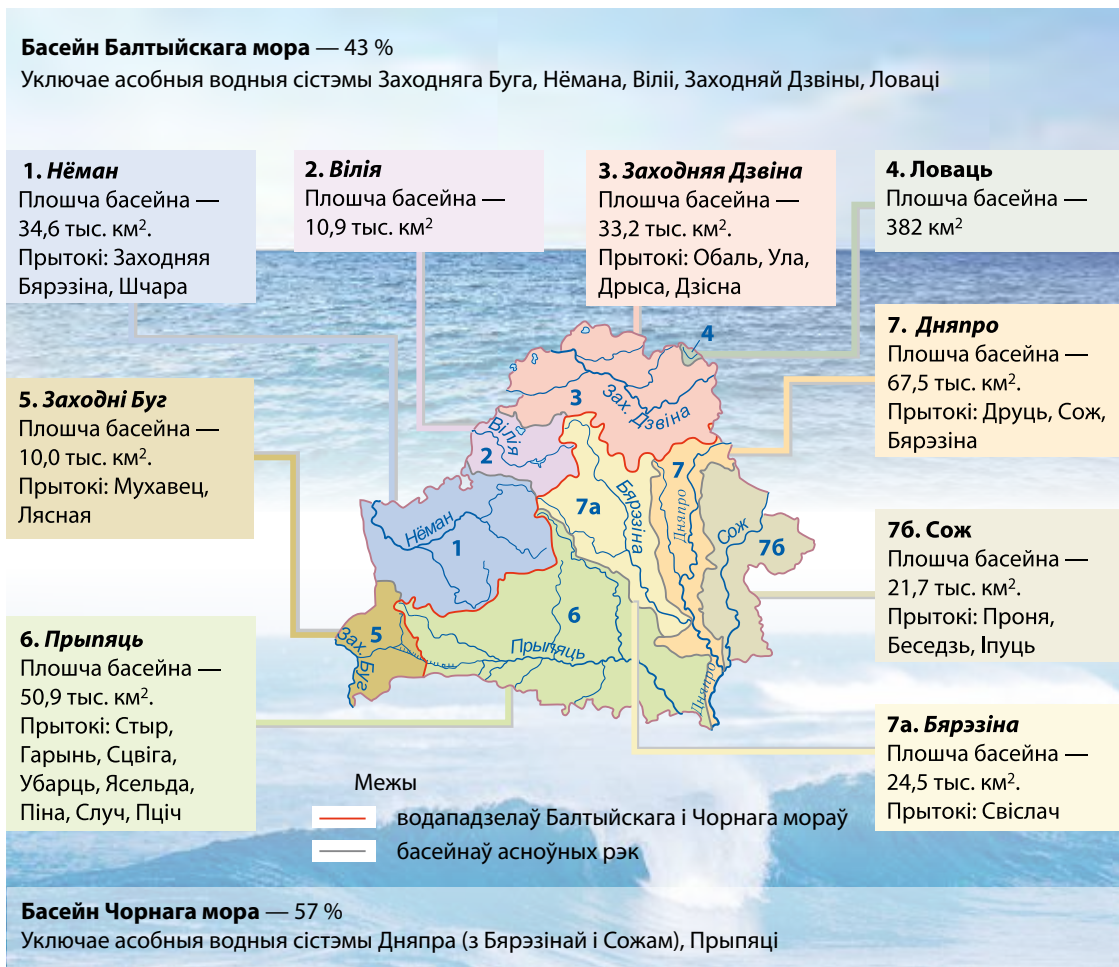 Басейн Балтыйскага мора — 43 %
Уключае асобныя водныя сістэмы Заходняга Буга, Нёмана, Віліі, Заходняй Дзвіны, Ловаці
1. Нёман
Плошча басейна —
34,6 тыс. км².
Прытокі: Заходняя
Бярэзіна, Шчара
2. Вілія
Плошча басейна —
10,9 тыс. км²
3. Заходняя Дзвіна
Плошча басейна —
33,2 тыс. км².
Прытокі: Обаль, Ула,
Дрыса, Дзісна
4. Ловаць
Плошча басейна —
382 км²
5. Заходні Буг
Плошча басейна —
10,0 тыс. км².
Прытокі: Мухавец,
Лясная
7. Дняпро
Плошча басейна —
67,5 тыс. км².
Прытокі: Друць, Сож,
Бярэзіна
7б. Сож
Плошча басейна —
21,7 тыс. км².
Прытокі: Проня,
Беседзь, Іпуць
6. Прыпяць
Плошча басейна —
50,9 тыс. км².
Прытокі: Стыр,
Гарынь, Сцвіга,
Убарць, Ясельда,
Піна, Случ, Пціч
7а. Бярэзіна
Плошча басейна —
24,5 тыс. км².
Прытокі: Свіслач
4
3
Зах. Дзвіна
Вілія
2
7
7а
Бярэзіна
Дняпро
Сож
7б
Нёман
1
6
5
Зах. Буг
Прыпяць
Дняпро
Межы
водападзелаў Балтыйскага і Чорнага мораў
басейнаў асноўных рэк
Басейн Чорнага мора — 57 %
Уключае асобныя водныя сістэмы Дняпра (з Бярэзінай і Сожам), Прыпяці